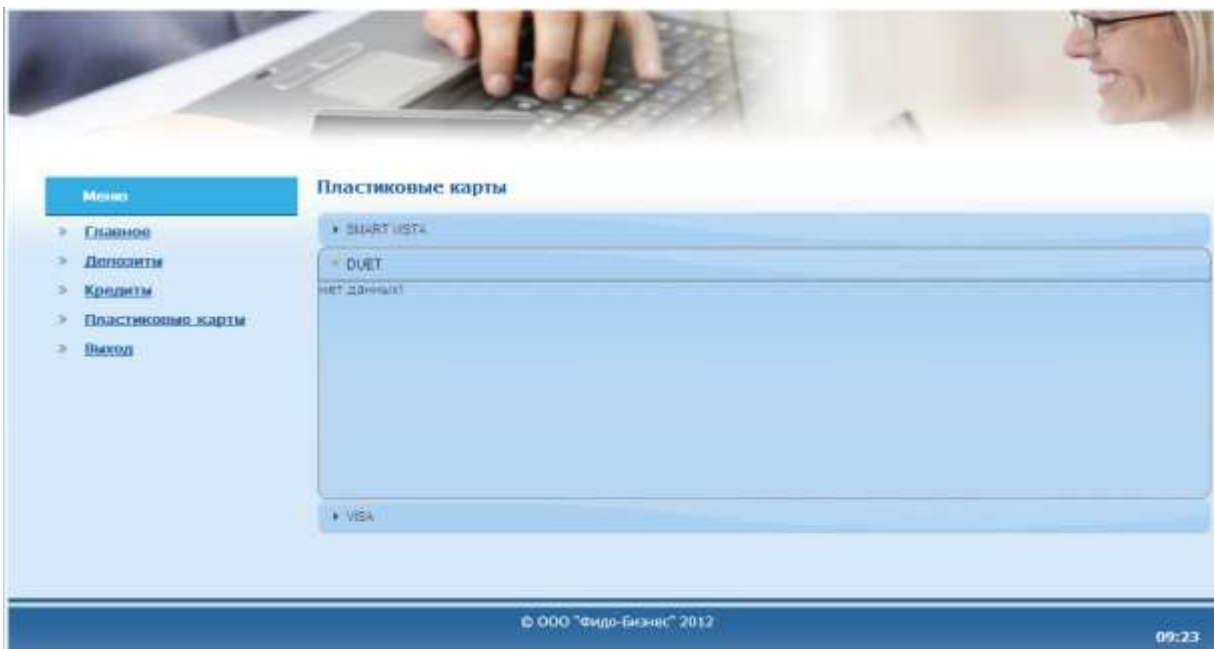 Меню
Главное
Депозиты
Кредиты
Пластиковые карты
Выход
Пластиковые карты
SMART VISTA
DUET
нет данных!
VISA
© ООО "Фидо-Бизнес" 2012
09:23